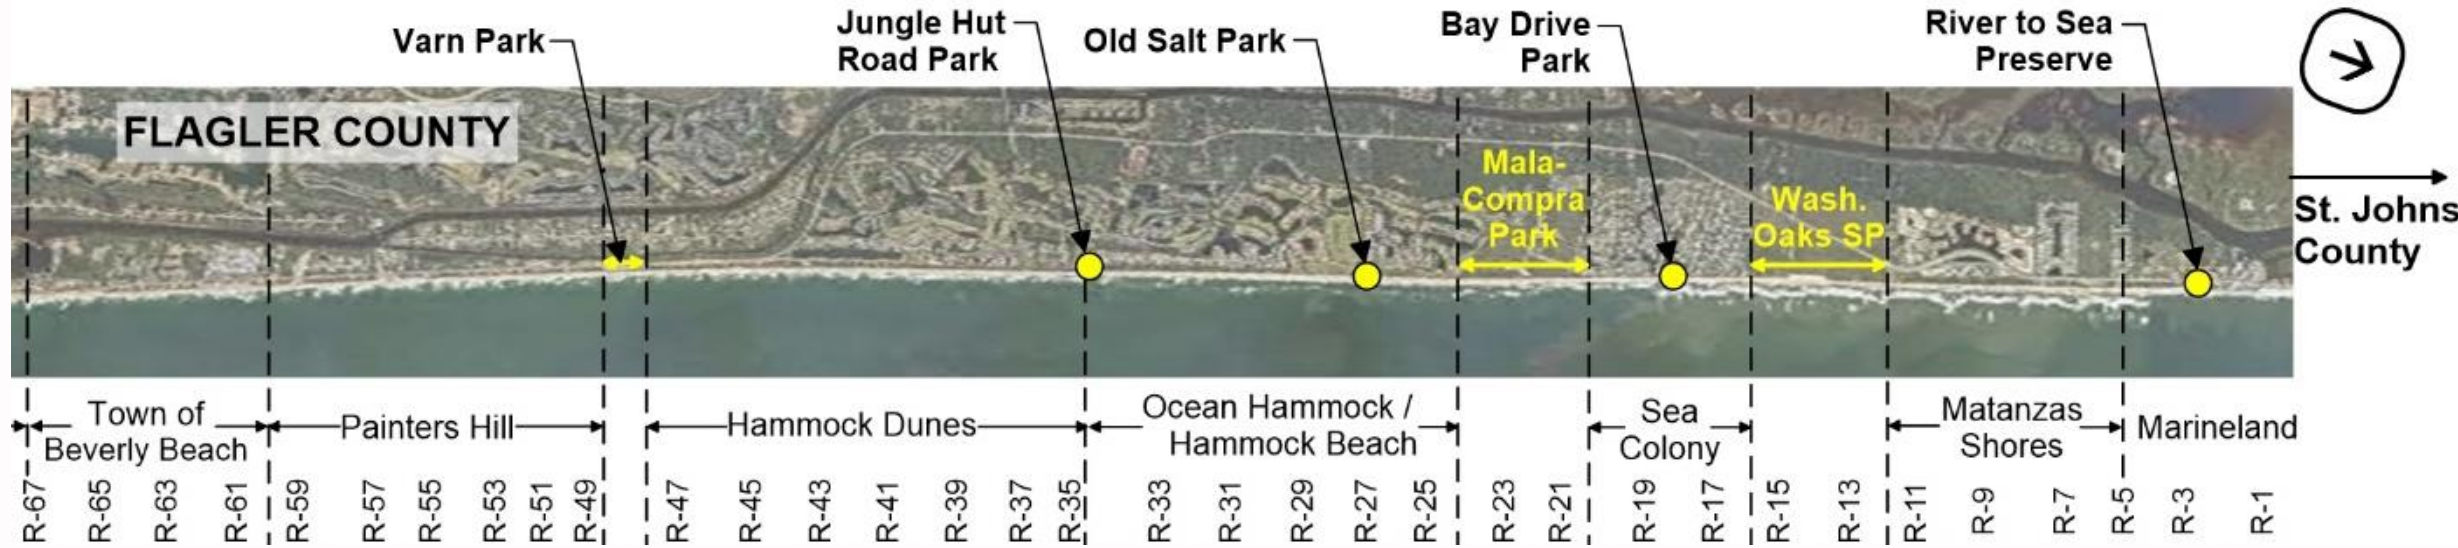 Varn Park
Jungle Hut
Road Park
Old Salt Park
Bay Drive
Park
River to Sea
Preserve
FLAGLER COUNTY
Mala-
Compra
Park
Wash.
Oaks SP
St. Johns
County
Town of
Beverly Beach
Painters Hill
Hammock Dunes
Ocean Hammock /
Hammock Beach
Sea
Colony
Matanzas
Shores
Marineland
R-67
R-65
R-63
R-61
R-59
R-57
R-55
R-53
R-51
R-49
R-47
R-45
R-43
R-41
R-39
R-37
R-35
R-33
R-31
R-29
R-27
R-25
R-23
R-21
R-19
R-17
R-15
R-13
R-11
R-9
R-7
R-5
R-3
R-1